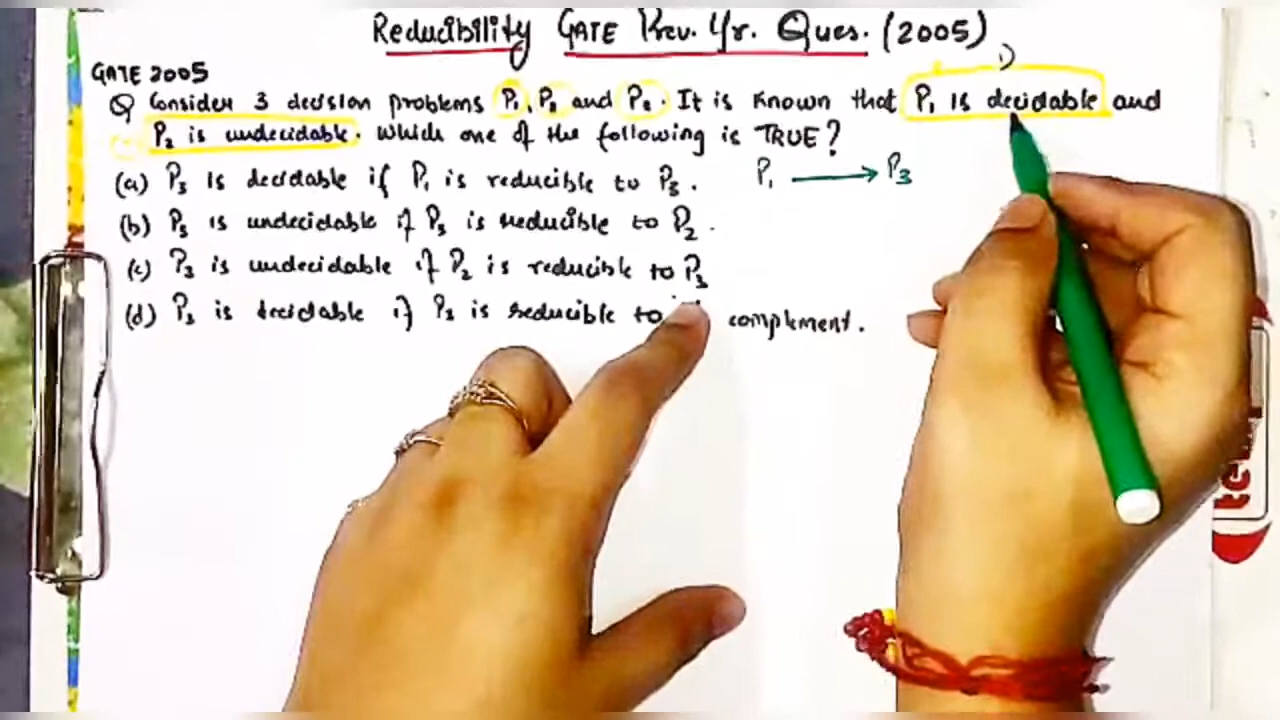 Reducibility GATE Prev. Yr. Ques. (2005)
GATE 2005
Q Consider 3 decision problems P1, P2 and P3. It is known that P1 is decidable and
P2 is undecidable. Which one of the following is TRUE?
(a) P3 is decidable if P1 is reducible to P3.
P1 → P3
(b) P3 is undecidable if P3 is reducible to P2.
(c) P3 is undecidable if P2 is reducible to P3
(d) P3 is decidable if P3 is reducible to complement.
1)